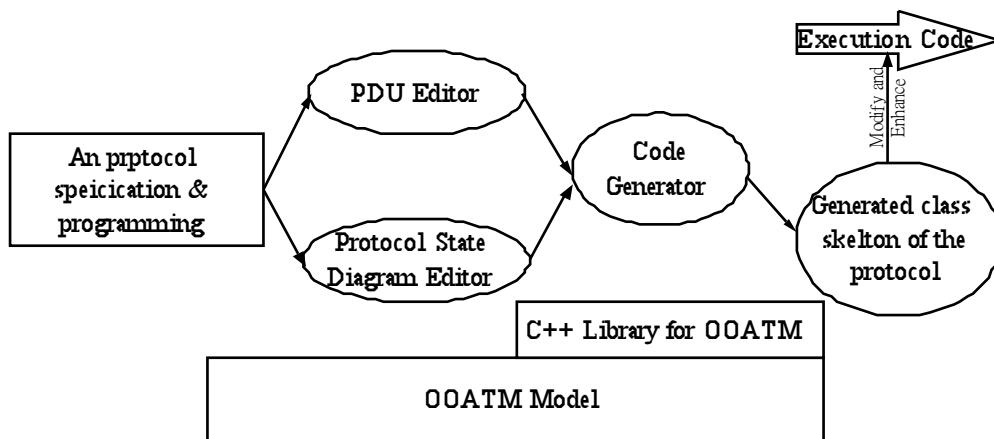 An prptocol
speicication &
programming
PDU Editor
Protocol State
Diagram Editor
Code
Generator
Generated class
skelton of the
protocol
Modify and
Enhance
Execution Code
C++ Library for OOATM
OOATM Model